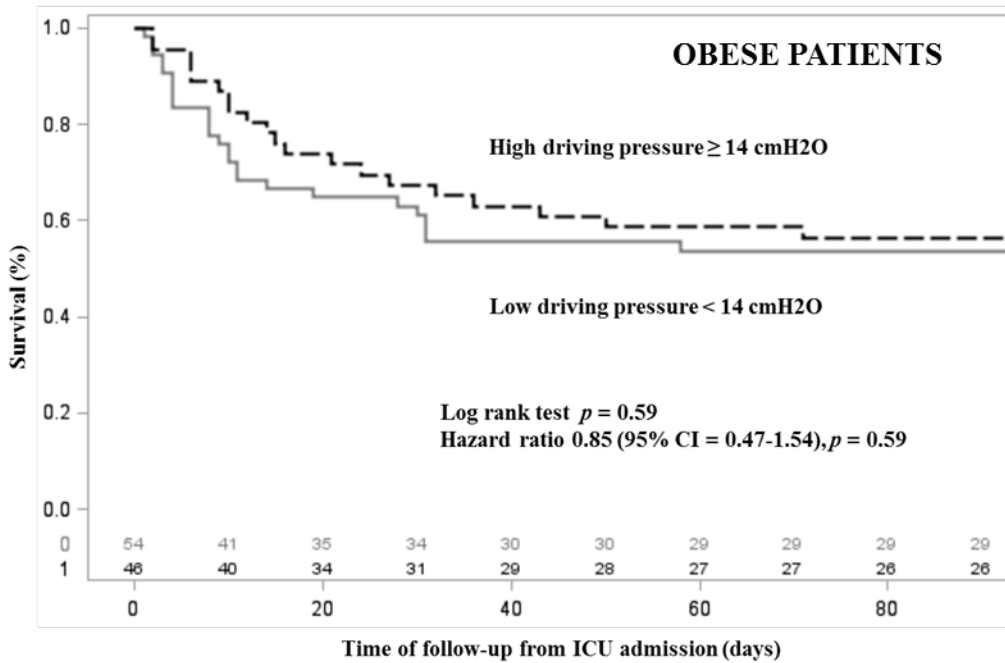 OBESE PATIENTS
High driving pressure ≥ 14 cmH2O
Low driving pressure < 14 cmH2O
Log rank test p = 0.59
Hazard ratio 0.85 (95% CI = 0.47-1.54), p = 0.59
Survival (%)
1.0
0.8
0.6
0.4
0.2
0.0
0 54 41 35 34 30 30 29 29 29 29
1 46 40 34 31 29 28 27 27 26 26
0 20 40 60 80
Time of follow-up from ICU admission (days)